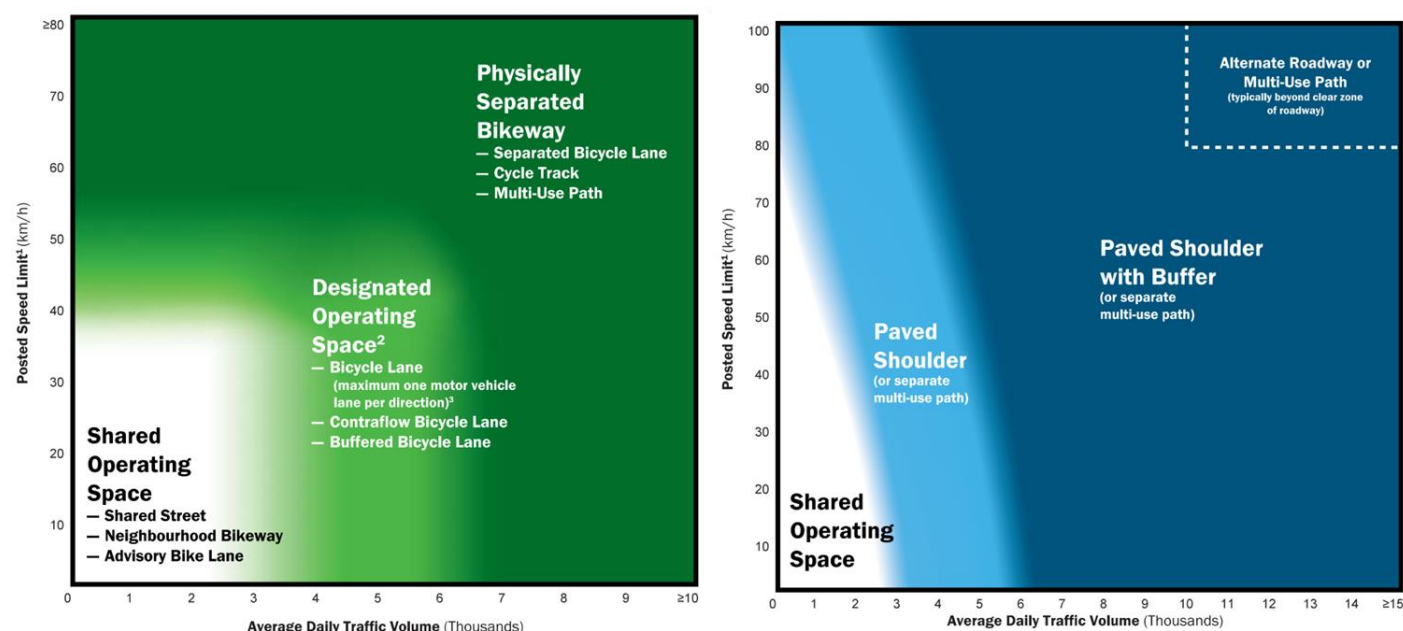 ≥80
70
60
50
40
30
20
10
Posted Speed Limit¹ (km/h)
Physically
Separated
Bikeway
— Separated Bicycle Lane
— Cycle Track
— Multi-Use Path
Designated
Operating
Space²
— Bicycle Lane
(maximum one motor vehicle
lane per direction)³
— Contraflow Bicycle Lane
— Buffered Bicycle Lane
Shared
Operating
Space
— Shared Street
— Neighbourhood Bikeway
— Advisory Bike Lane
0 1 2 3 4 5 6 7 8 9 ≥10
Average Daily Traffic Volume (Thousands)
100
90
80
70
60
50
40
30
20
10
Posted Speed Limit¹ (km/h)
Alternate Roadway or
Multi-Use Path
(typically beyond clear zone
of roadway)
Paved Shoulder
with Buffer
(or separate
multi-use path)
Paved
Shoulder
(or separate
multi-use path)
Shared
Operating
Space
0 1 2 3 4 5 6 7 8 9 10 11 12 13 14 ≥15
Average Daily Traffic Volume (Thousands)